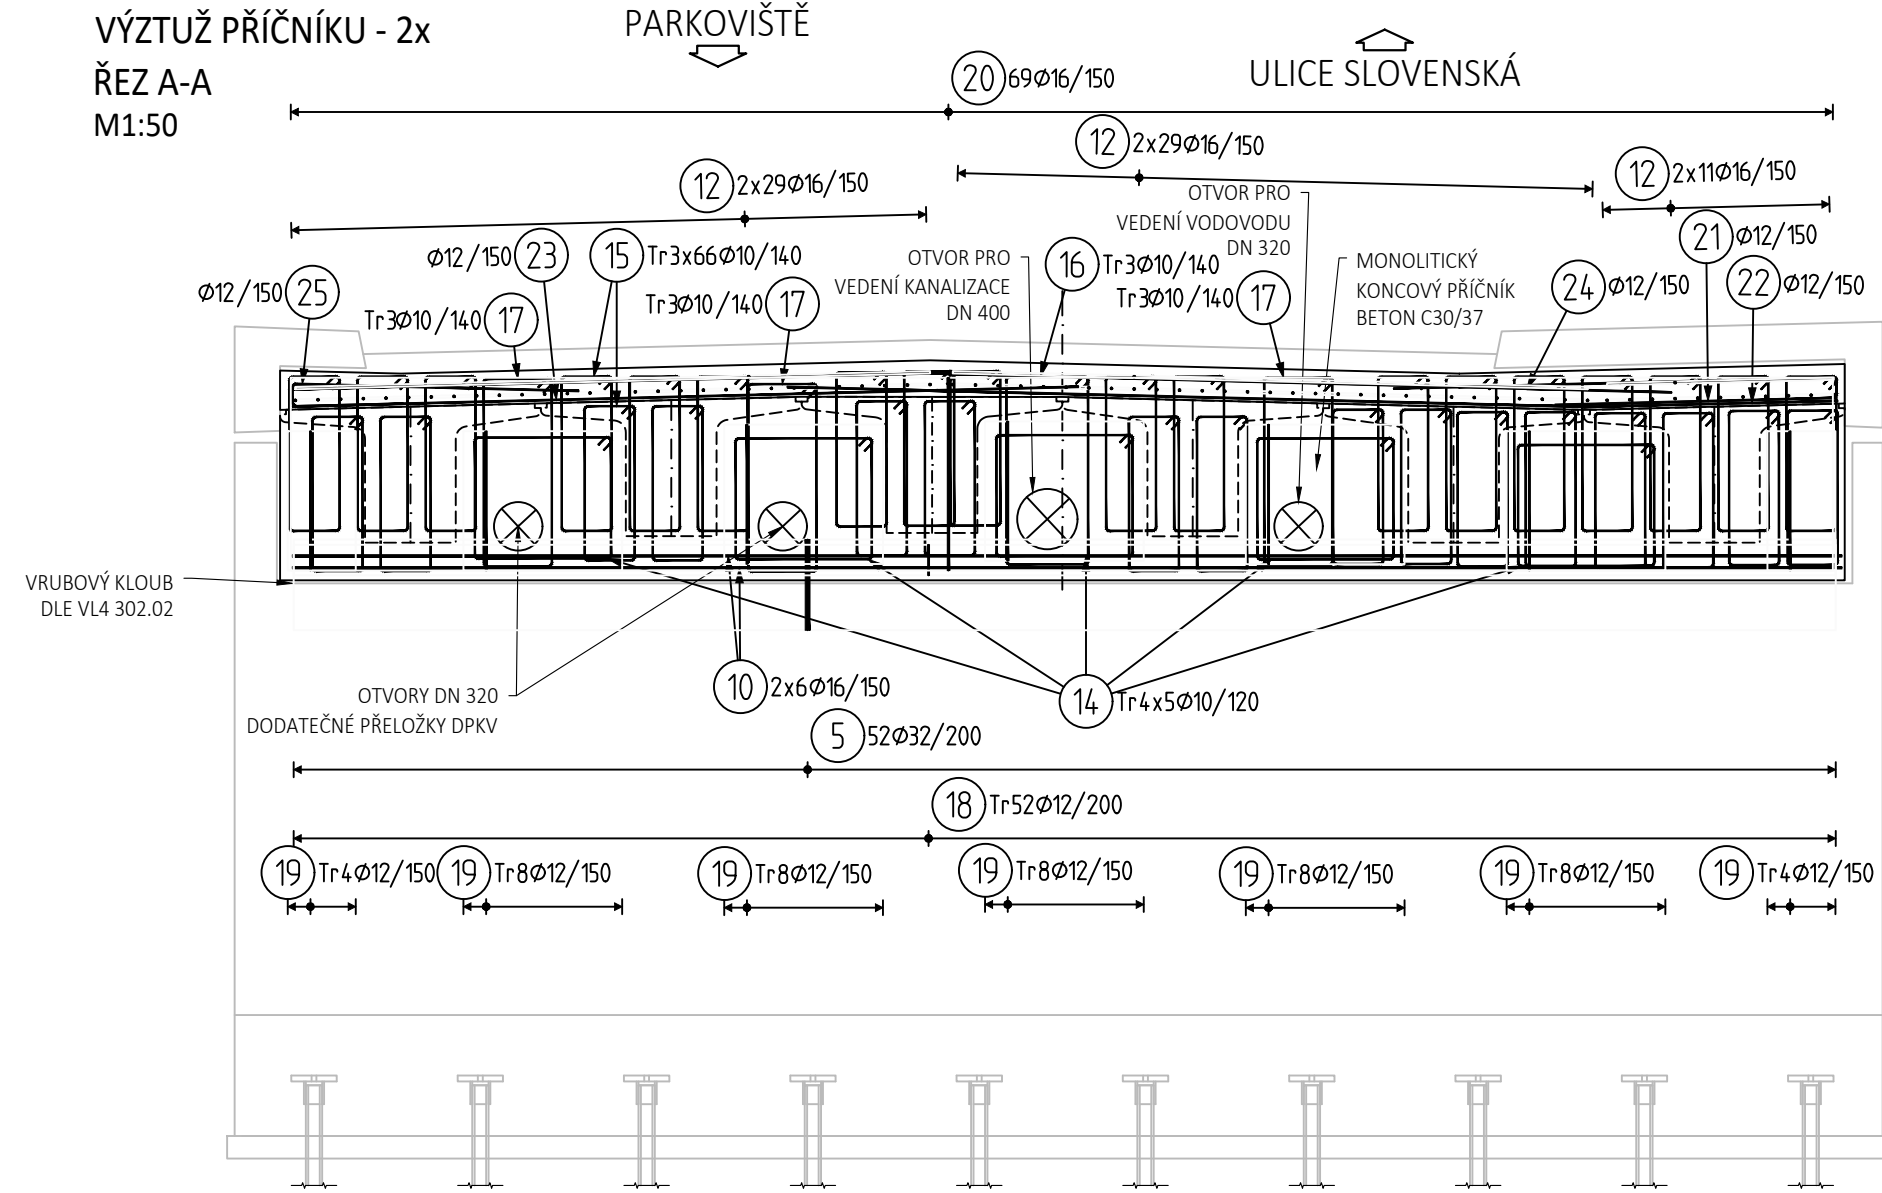 VÝZTUŽ PŘÍČNÍKU - 2x
ŘEZ A-A
M1:50
PARKOVIŠTĚ
ULICE SLOVENSKÁ
20 69Ø16/150
12 2x29Ø16/150
12 2x29Ø16/150
12 2x11Ø16/150
OTVOR PRO
VEDENÍ VODOVODU
DN 320
Ø12/150 23
15 Tr3x66Ø10/140
OTVOR PRO
VEDENÍ KANALIZACE
DN 400
16 Tr3Ø10/140
Tr3Ø10/140 17
MONOLITICKÝ
KONCOVÝ PŘÍČNÍK
BETON C30/37
21 Ø12/150
24 Ø12/150
22 Ø12/150
Ø12/150 25
Tr3Ø10/140 17
Tr3Ø10/140 17
VRUBOVÝ KLOUB
DLE VL4 302.02
OTVORY DN 320
DODATEČNÉ PŘELOŽKY DPKV
10 2x6Ø16/150
14 Tr4x5Ø10/120
5 52Ø32/200
18 Tr52Ø12/200
19 Tr4Ø12/150
19 Tr8Ø12/150
19 Tr8Ø12/150
19 Tr8Ø12/150
19 Tr8Ø12/150
19 Tr8Ø12/150
19 Tr4Ø12/150